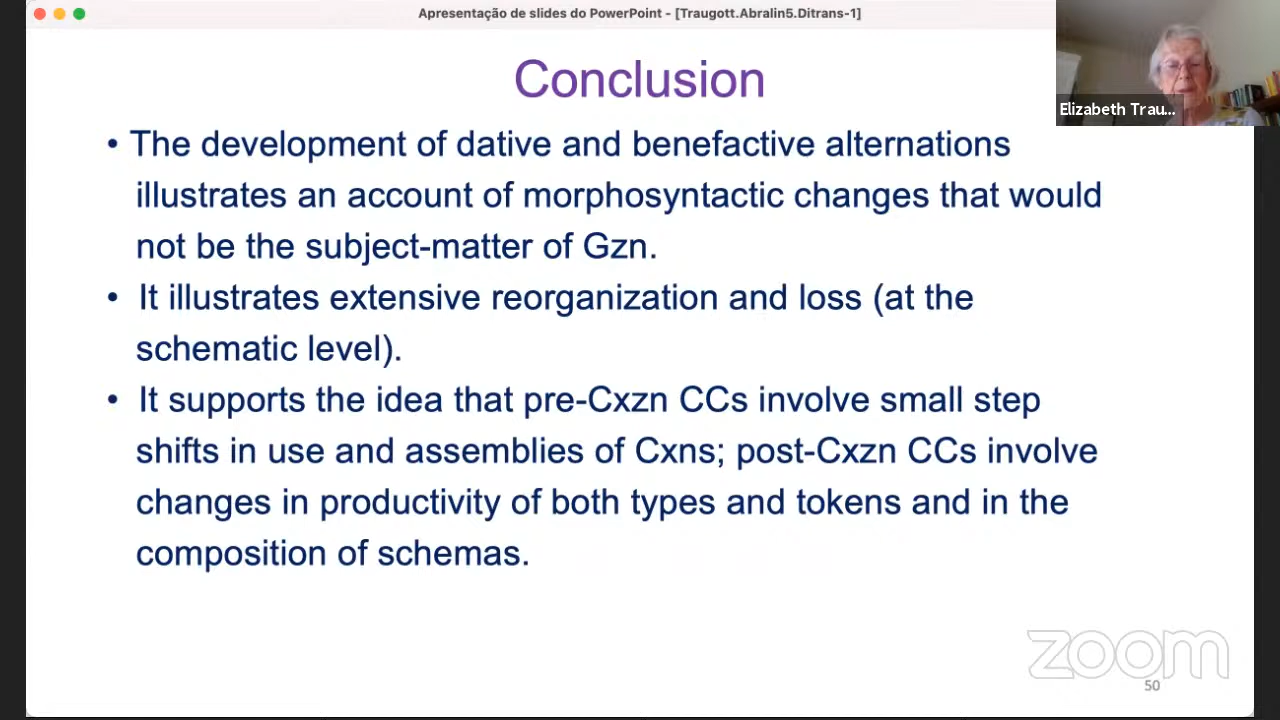 Apresentação de slides do PowerPoint - [Traugott.Abralin5.Ditrans-1]
Elizabeth Trau...
Conclusion
• The development of dative and benefactive alternations
illustrates an account of morphosyntactic changes that would
not be the subject-matter of Gzn.
• It illustrates extensive reorganization and loss (at the
schematic level).
• It supports the idea that pre-Cxzn CCs involve small step
shifts in use and assemblies of Cxns; post-Cxzn CCs involve
changes in productivity of both types and tokens and in the
composition of schemas.
zoom
50